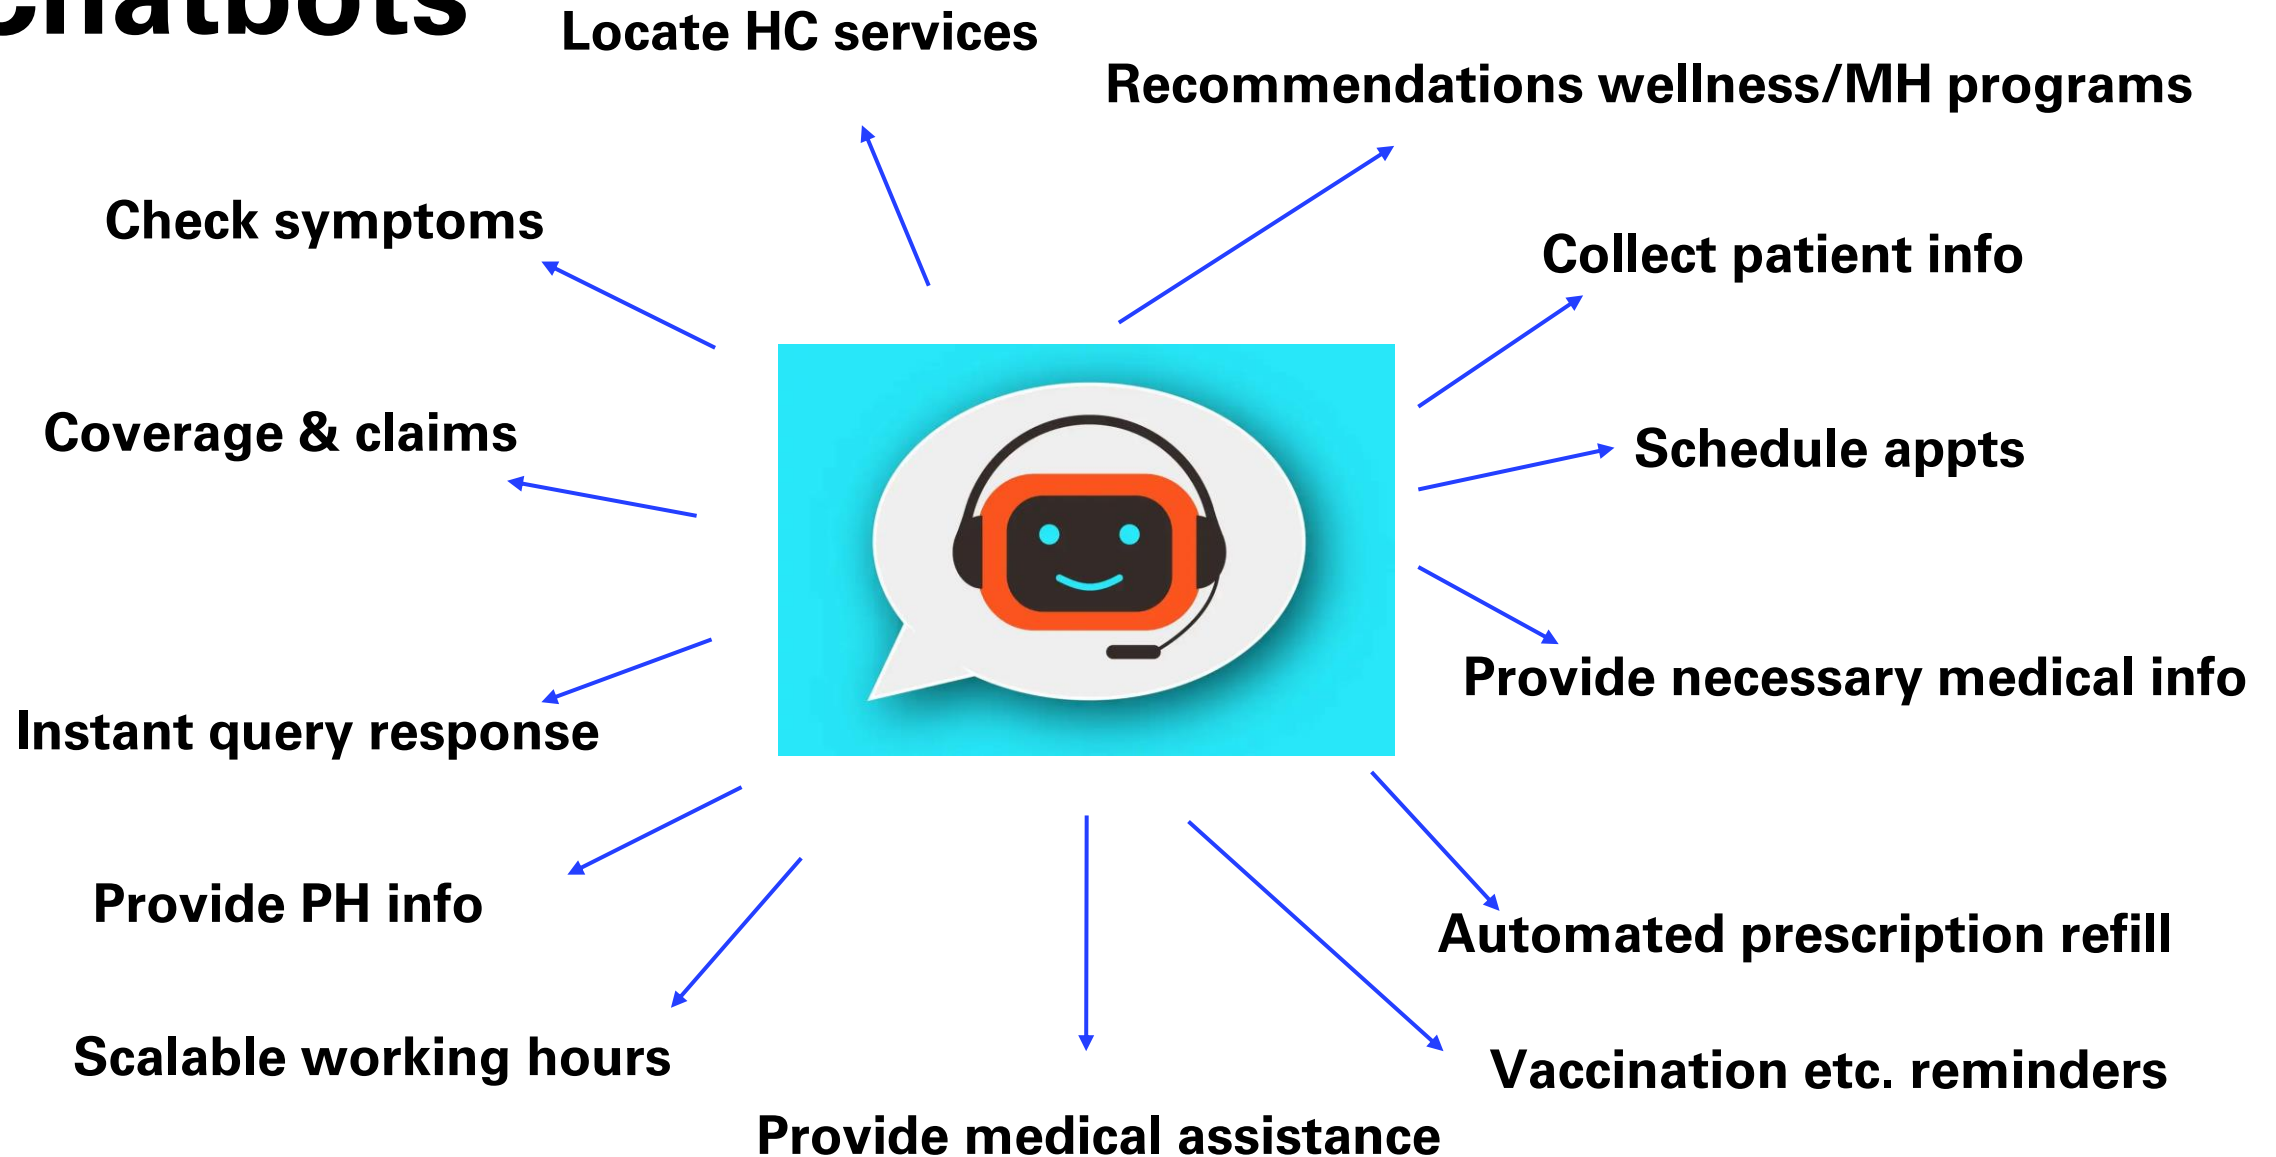 Chatbots
Locate HC services
Recommendations wellness/MH programs
Check symptoms
Collect patient info
Coverage & claims
Schedule appts
Provide necessary medical info
Instant query response
Provide PH info
Automated prescription refill
Scalable working hours
Vaccination etc. reminders
Provide medical assistance